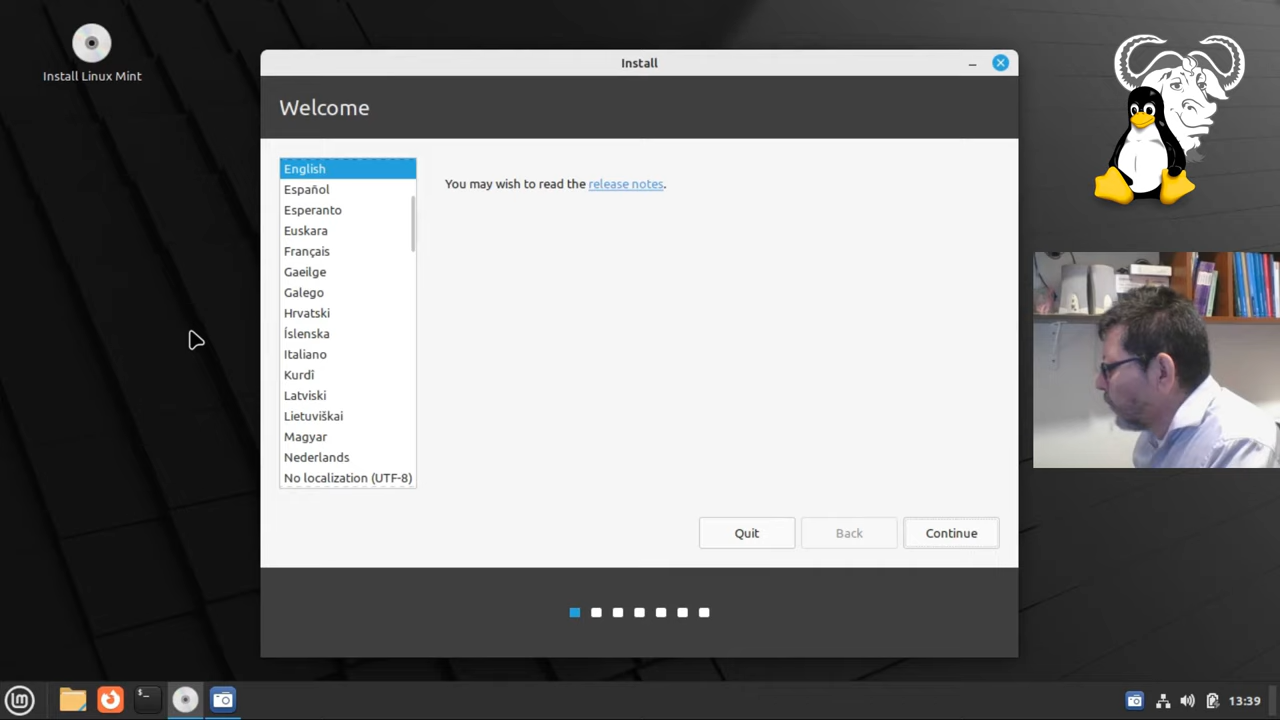 Install Linux Mint
Install
Welcome
English
Español
Esperanto
Euskara
Français
Gaeilge
Galego
Hrvatski
Íslenska
Italiano
Kurdî
Latviski
Lietuviškai
Magyar
Nederlands
No localization (UTF-8)
You may wish to read the release notes.
Quit
Back
Continue
13:39